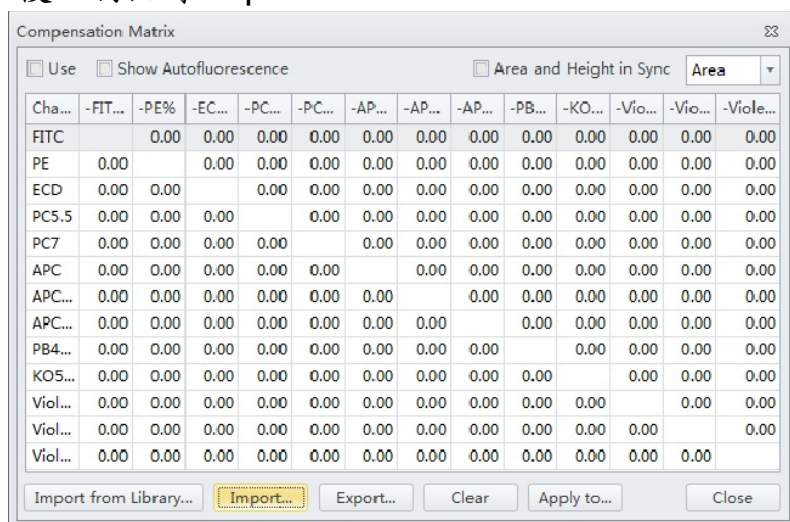 Compensation Matrix
Use Show Autofluorescence Area and Height in Sync Area
Cha... -FIT... -PE% -EC... -PC... -PC... -AP... -AP... -AP... -PB... -KO... -Vio... -Vio... -Viole...
FITC 0.00 0.00 0.00 0.00 0.00 0.00 0.00 0.00 0.00 0.00 0.00 0.00
PE 0.00 0.00 0.00 0.00 0.00 0.00 0.00 0.00 0.00 0.00 0.00 0.00
ECD 0.00 0.00 0.00 0.00 0.00 0.00 0.00 0.00 0.00 0.00 0.00 0.00
PC5.5 0.00 0.00 0.00 0.00 0.00 0.00 0.00 0.00 0.00 0.00 0.00 0.00
PC7 0.00 0.00 0.00 0.00 0.00 0.00 0.00 0.00 0.00 0.00 0.00 0.00
APC 0.00 0.00 0.00 0.00 0.00 0.00 0.00 0.00 0.00 0.00 0.00 0.00
APC... 0.00 0.00 0.00 0.00 0.00 0.00 0.00 0.00 0.00 0.00 0.00 0.00
APC... 0.00 0.00 0.00 0.00 0.00 0.00 0.00 0.00 0.00 0.00 0.00 0.00
PB4... 0.00 0.00 0.00 0.00 0.00 0.00 0.00 0.00 0.00 0.00 0.00 0.00
KO5... 0.00 0.00 0.00 0.00 0.00 0.00 0.00 0.00 0.00 0.00 0.00 0.00
Viol... 0.00 0.00 0.00 0.00 0.00 0.00 0.00 0.00 0.00 0.00 0.00 0.00
Viol... 0.00 0.00 0.00 0.00 0.00 0.00 0.00 0.00 0.00 0.00 0.00 0.00
Viol... 0.00 0.00 0.00 0.00 0.00 0.00 0.00 0.00 0.00 0.00 0.00 0.00
Import from Library... Import... Export... Clear Apply to... Close